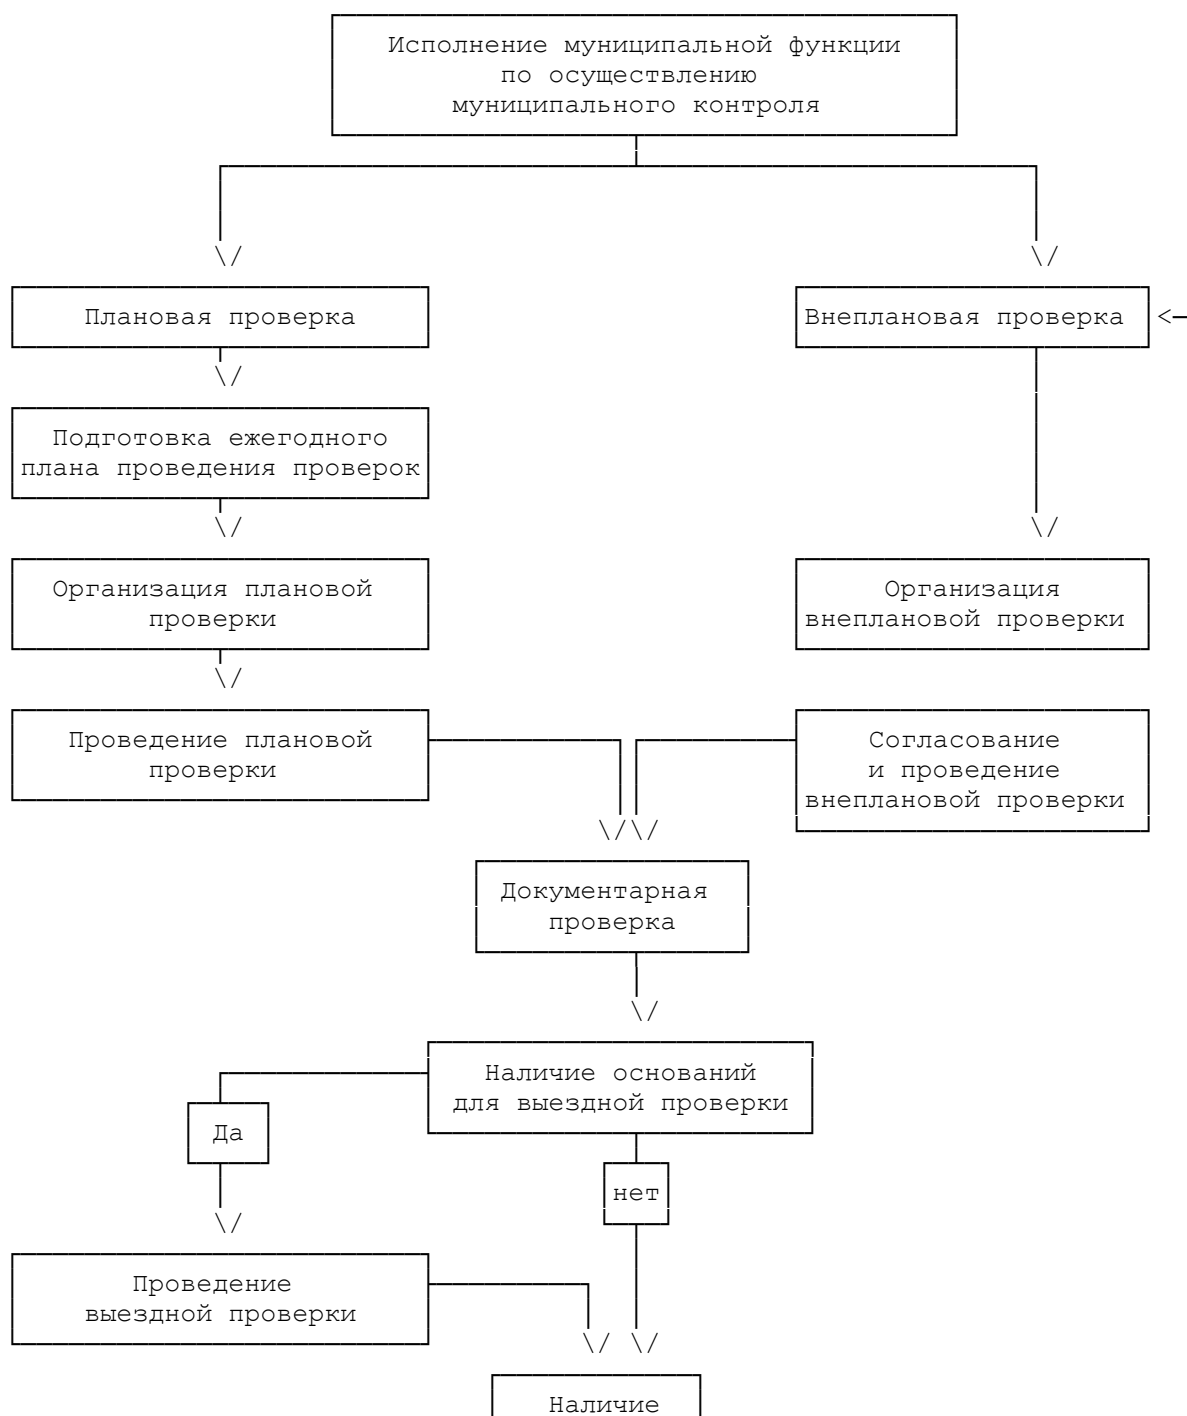 Исполнение муниципальной функции
по осуществлению
муниципального контроля
Плановая проверка
Внеплановая проверка
Подготовка ежегодного
плана проведения проверок
Организация плановой
проверки
Организация
внеплановой проверки
Проведение плановой
проверки
Согласование
и проведение
внеплановой проверки
Документарная
проверка
Наличие оснований
для выездной проверки
Да
нет
Проведение
выездной проверки
Наличие